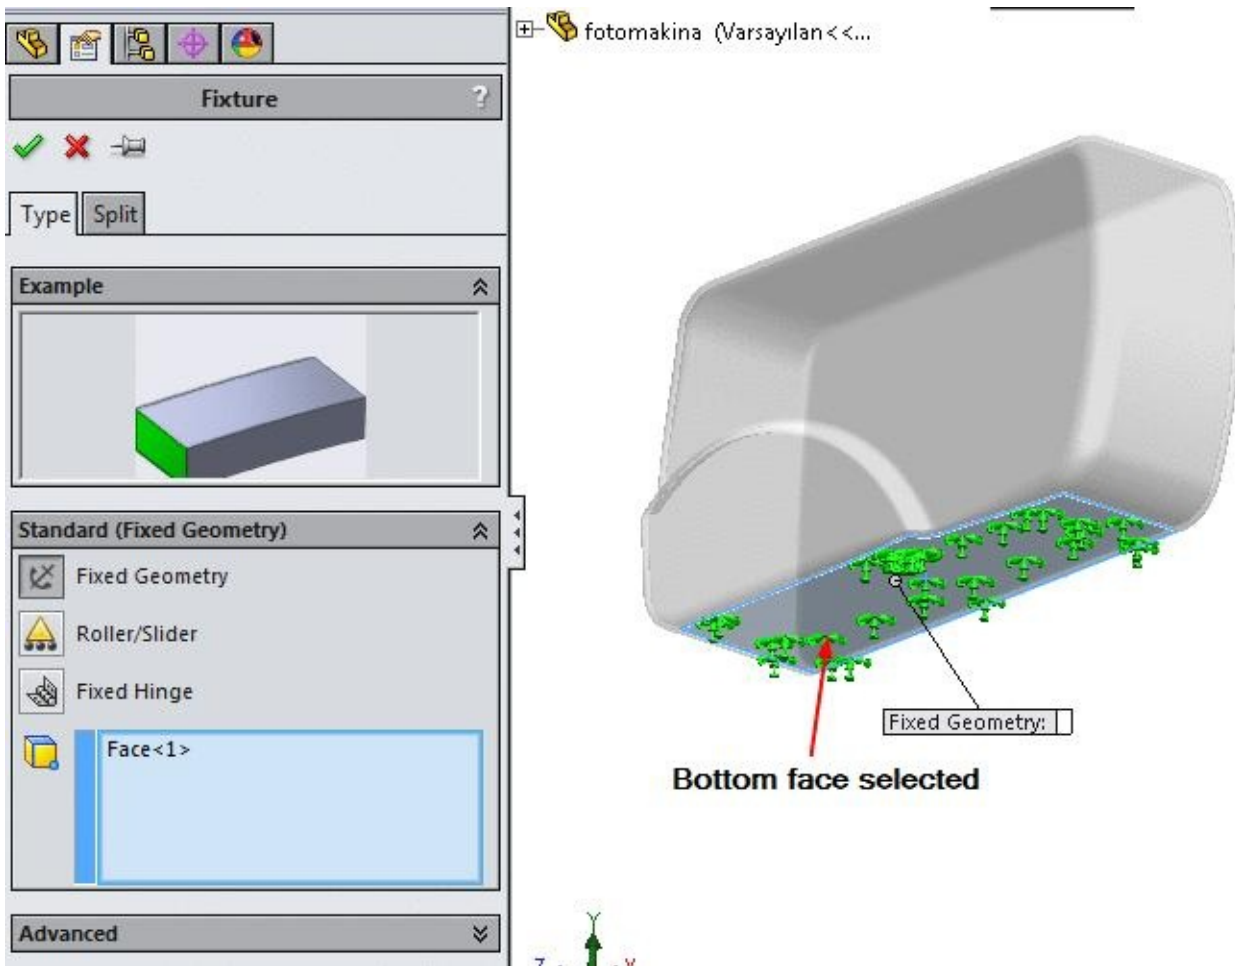 fotomakina (Varsayılan<<...
Fixture ?
Type Split
Example
Standard (Fixed Geometry)
Fixed Geometry
Roller/Slider
Fixed Hinge
Face<1>
Advanced
Fixed Geometry:
Bottom face selected
Y
Z X